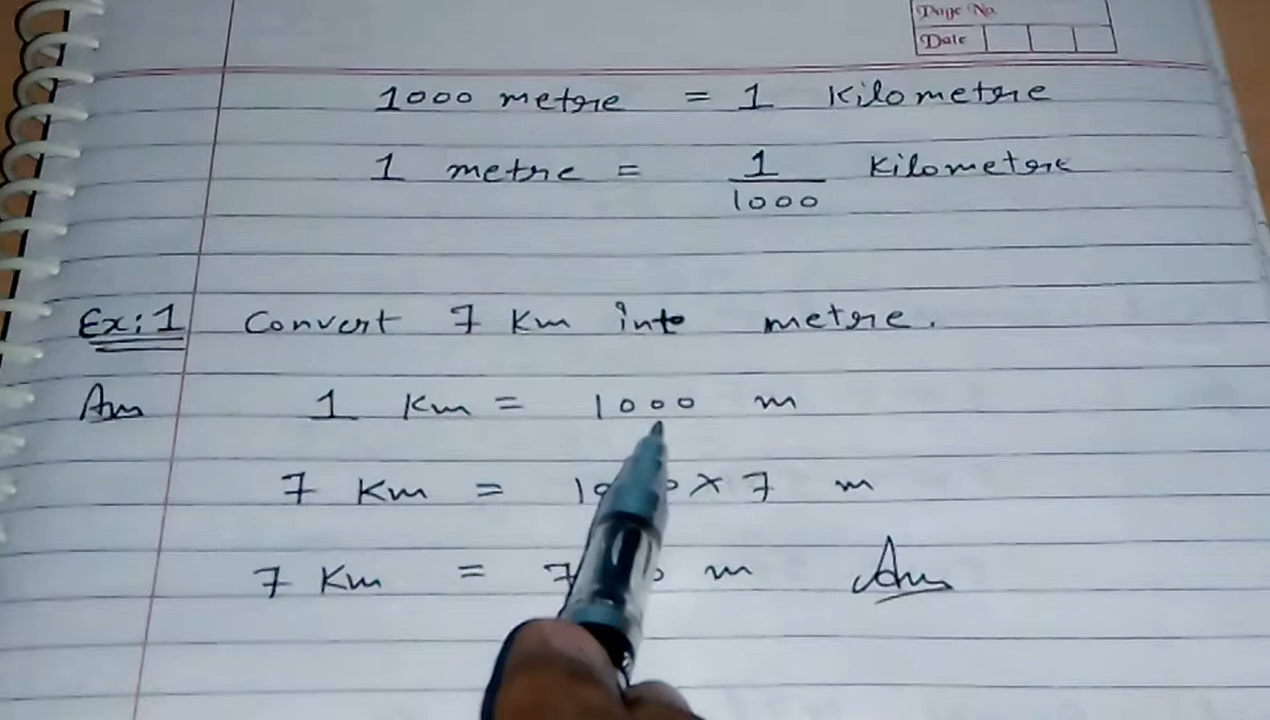 Page No.
Date
1000 metre = 1 Kilometre
1 metre = 1/1000 Kilometre
Ex:1 Convert 7 Km into metre.
Ans 1 Km = 1000 m
7 Km = × 7 m
7 Km = m Ans